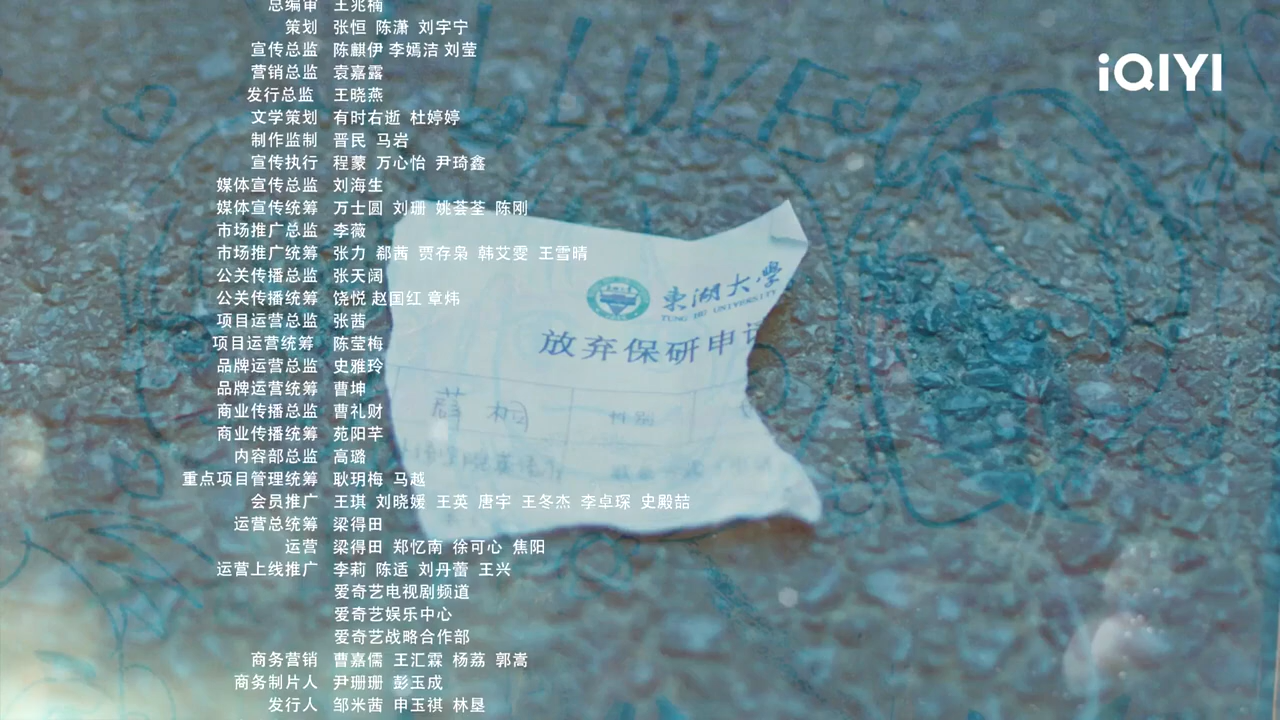 总编审 王兆楠
策划 张恒 陈潇 刘宇宁
iQIYI
宣传总监 陈麒伊 李嫣洁 刘莹
营销总监 袁嘉露
发行总监 王晓燕
文学策划 有时右逝 杜婷婷
制作监制 晋民 马岩
宣传执行 程蒙 万心怡 尹琦鑫
媒体宣传总监 刘海生
媒体宣传统筹 万士圆 刘珊 姚荟荃 陈刚
市场推广总监 李薇
市场推广统筹 张力 郗茜 贾存枭 韩艾雯 王雪晴
公关传播总监 张天阔
公关传播统筹 饶悦 赵国红 章炜
项目运营总监 张茜
项目运营统筹 陈莹梅
品牌运营总监 史雅玲
品牌运营统筹 曹坤
商业传播总监 曹礼财
商业传播统筹 苑阳芊
内容部总监 高璐
重点项目管理统筹 耿玥梅 马越
会员推广 王琪 刘晓媛 王英 唐宇 王冬杰 李卓琛 史殿喆
运营总统筹 梁得田
运营 梁得田 郑忆南 徐可心 焦阳
运营上线推广 李莉 陈适 刘丹蕾 王兴
爱奇艺电视剧频道
爱奇艺娱乐中心
爱奇艺战略合作部
商务营销 曹嘉儒 王汇霖 杨荔 郭嵩
商务制片人 尹珊珊 彭玉成
发行人 邹米茜 申玉祺 林垦
東湖大學
TUNG HU UNIVERSITY
放弃保研申
桐 性别